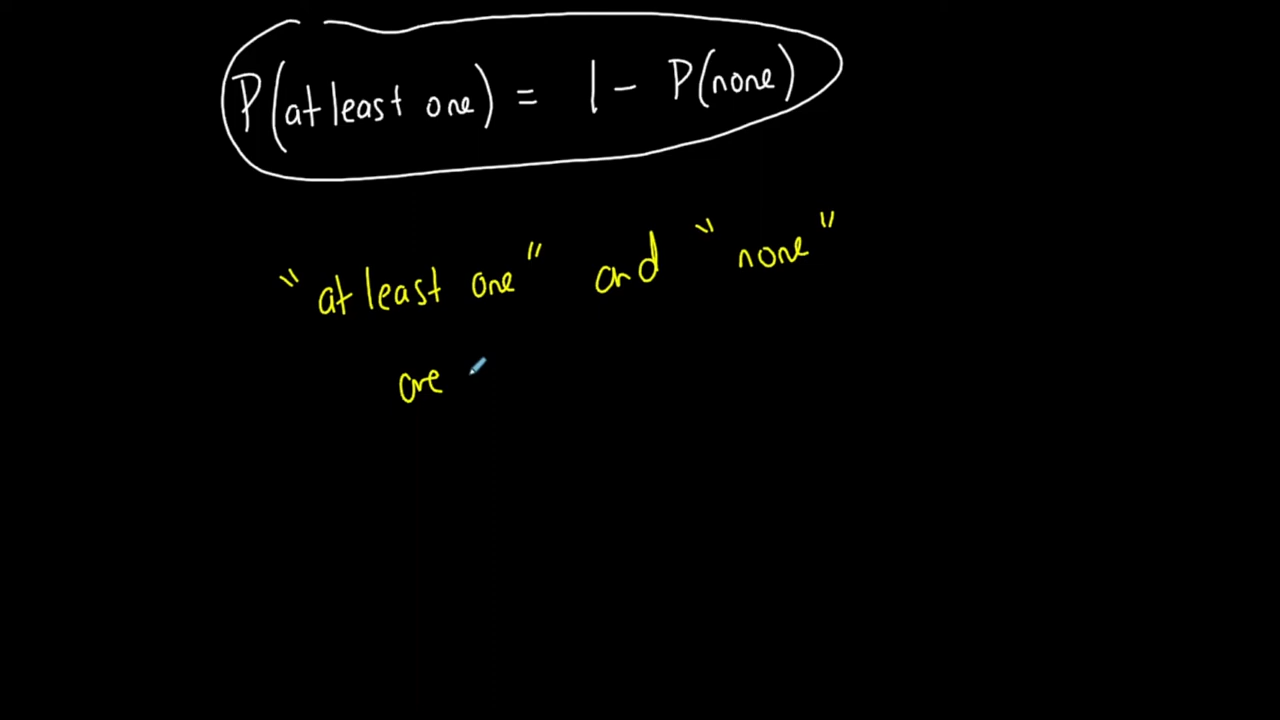 P(at least one) = 1 - P(none)
"at least one" and "none"
are